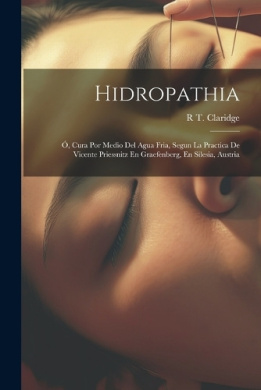 Hidropathia
R T. Claridge
Ó, Cura Por Medio Del Agua Fria, Segun La Practica De
Vicente Priessnitz En Graefenberg, En Silesia, Austria